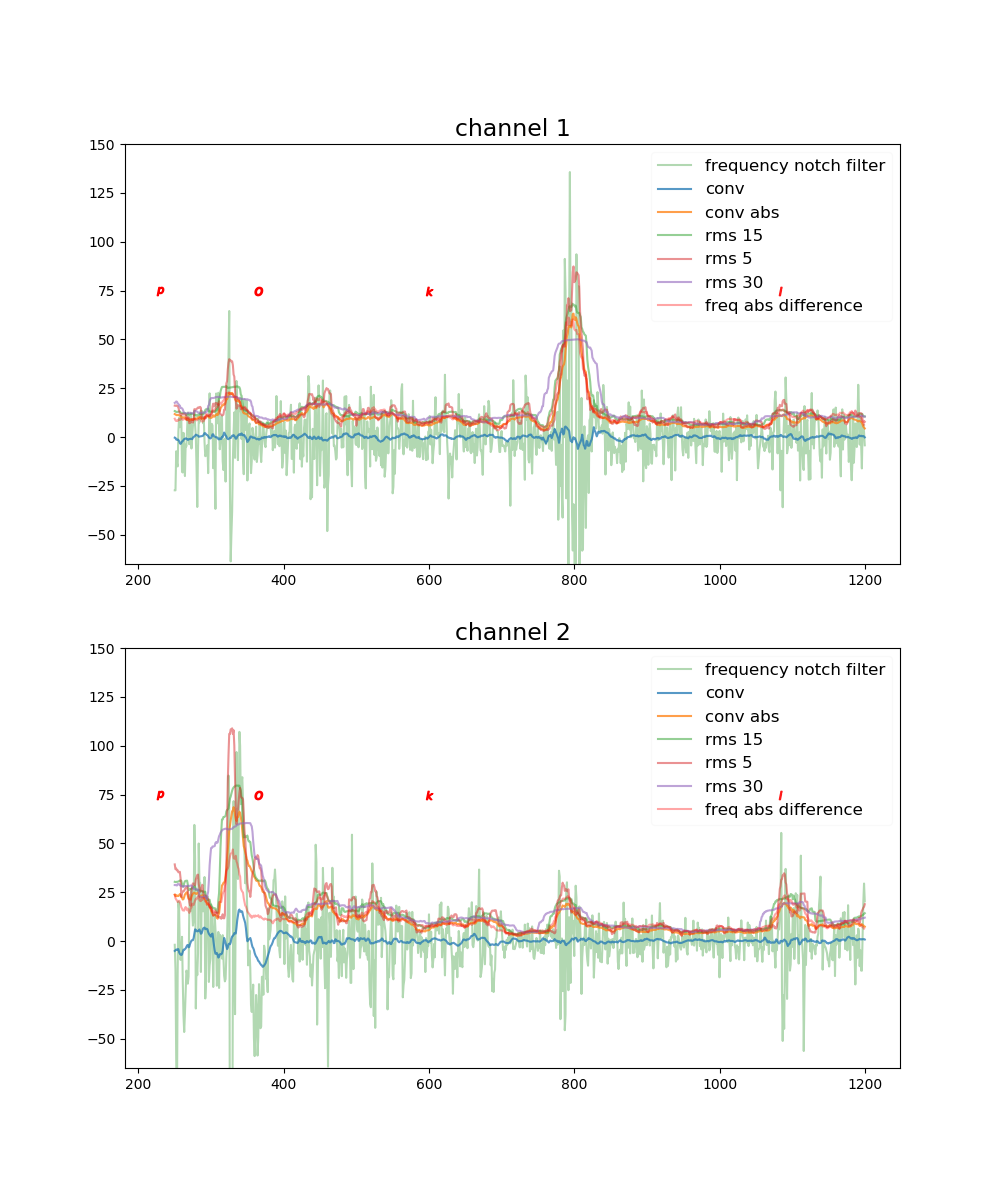 channel 1
150
125
100
75
50
25
0
−25
−50
200 400 600 800 1000 1200
frequency notch filter
conv
conv abs
rms 15
rms 5
rms 30
freq abs difference
p o k l
channel 2
150
125
100
75
50
25
0
−25
−50
200 400 600 800 1000 1200
frequency notch filter
conv
conv abs
rms 15
rms 5
rms 30
freq abs difference
p o k l